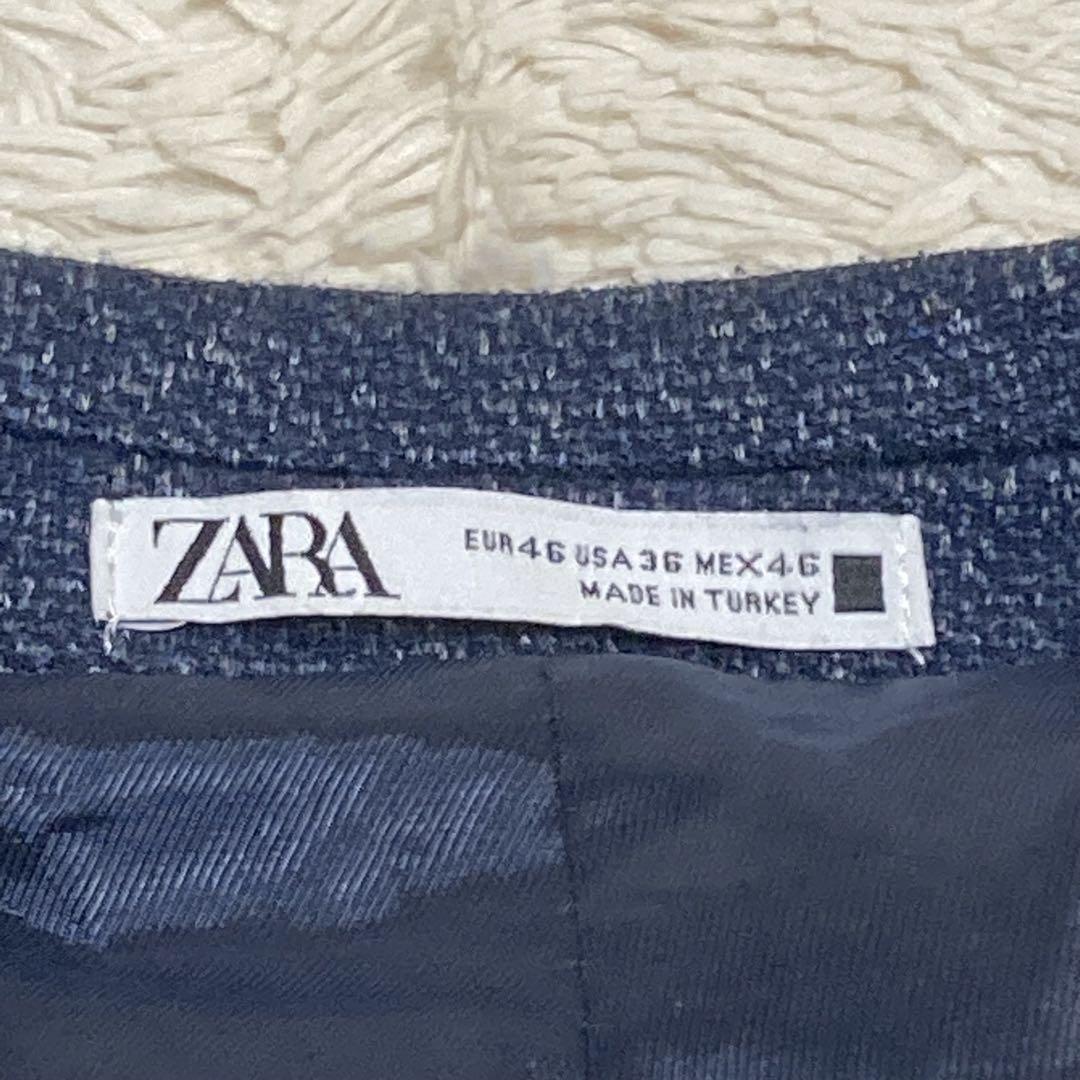 ZARA
EUR 46 USA 36 MEX 46
MADE IN TURKEY